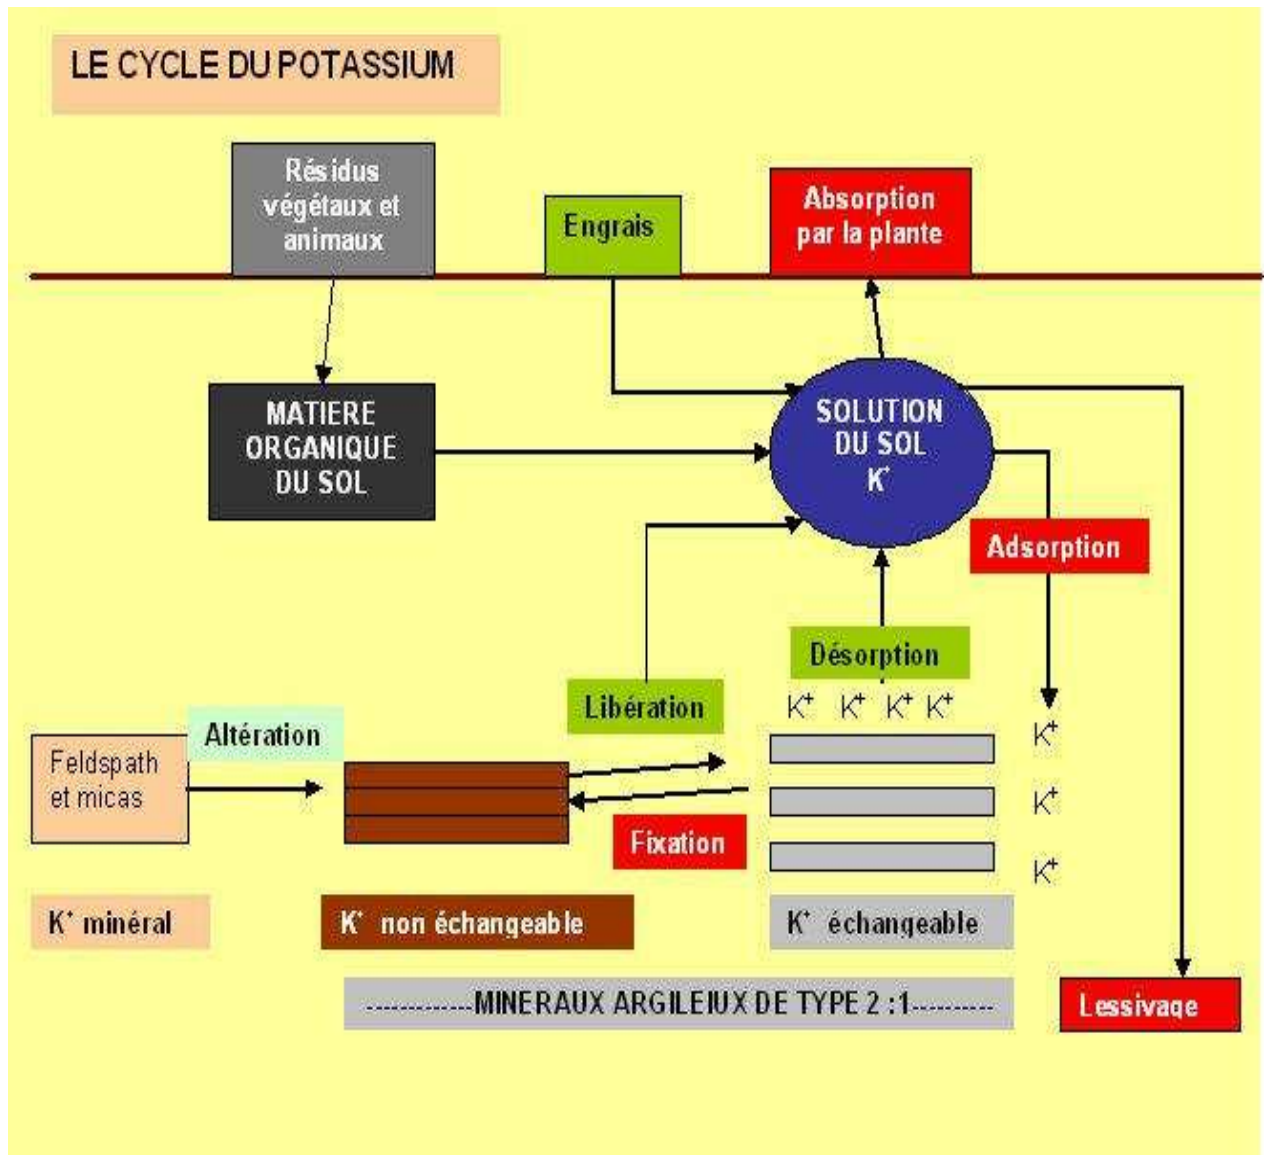 LE CYCLE DU POTASSIUM
Résidus
végétaux et
animaux
Engrais
Absorption
par la plante
MATIERE
ORGANIQUE
DU SOL
SOLUTION
DU SOL
K⁺
Adsorption
Désorption
Libération
K⁺ K⁺ K⁺ K⁺
Altération
K⁺
Feldspath
et micas
K⁺
Fixation
K⁺
K⁺ minéral
K⁺ non échangeable
K⁺ échangeable
------------MINERAUX ARGILEIUX DE TYPE 2 :1---------
Lessivage